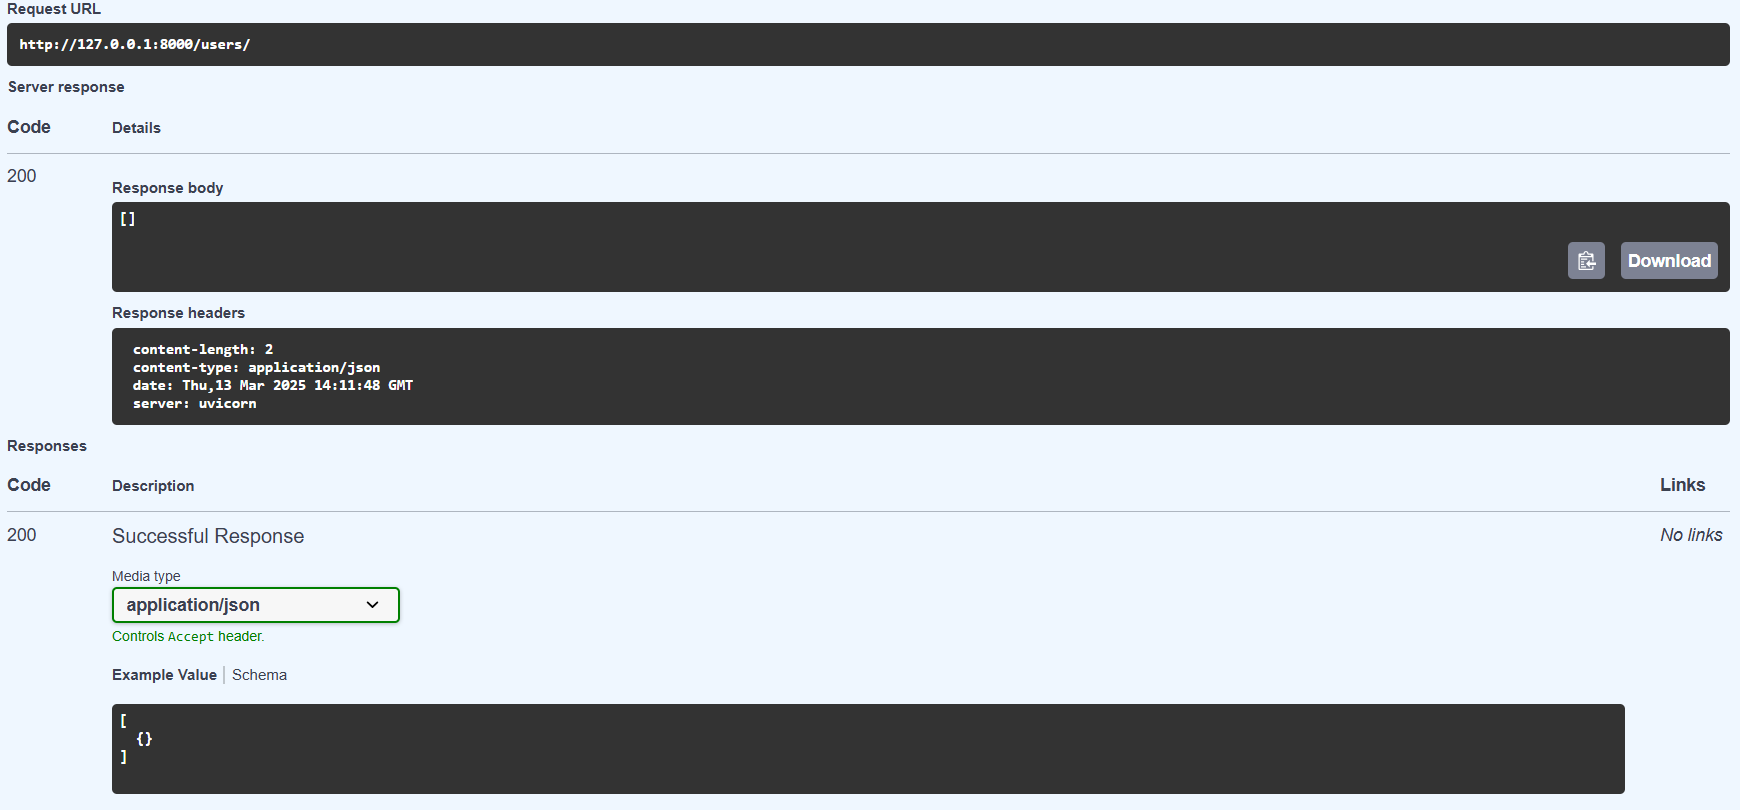 Request URL
http://127.0.0.1:8000/users/
Server response
Code Details
200
Response body
[]
Download
Response headers
content-length: 2
content-type: application/json
date: Thu,13 Mar 2025 14:11:48 GMT
server: uvicorn
Responses
Code Description Links
200 Successful Response No links
Media type
application/json
Controls Accept header.
Example Value Schema
[
  {}
]